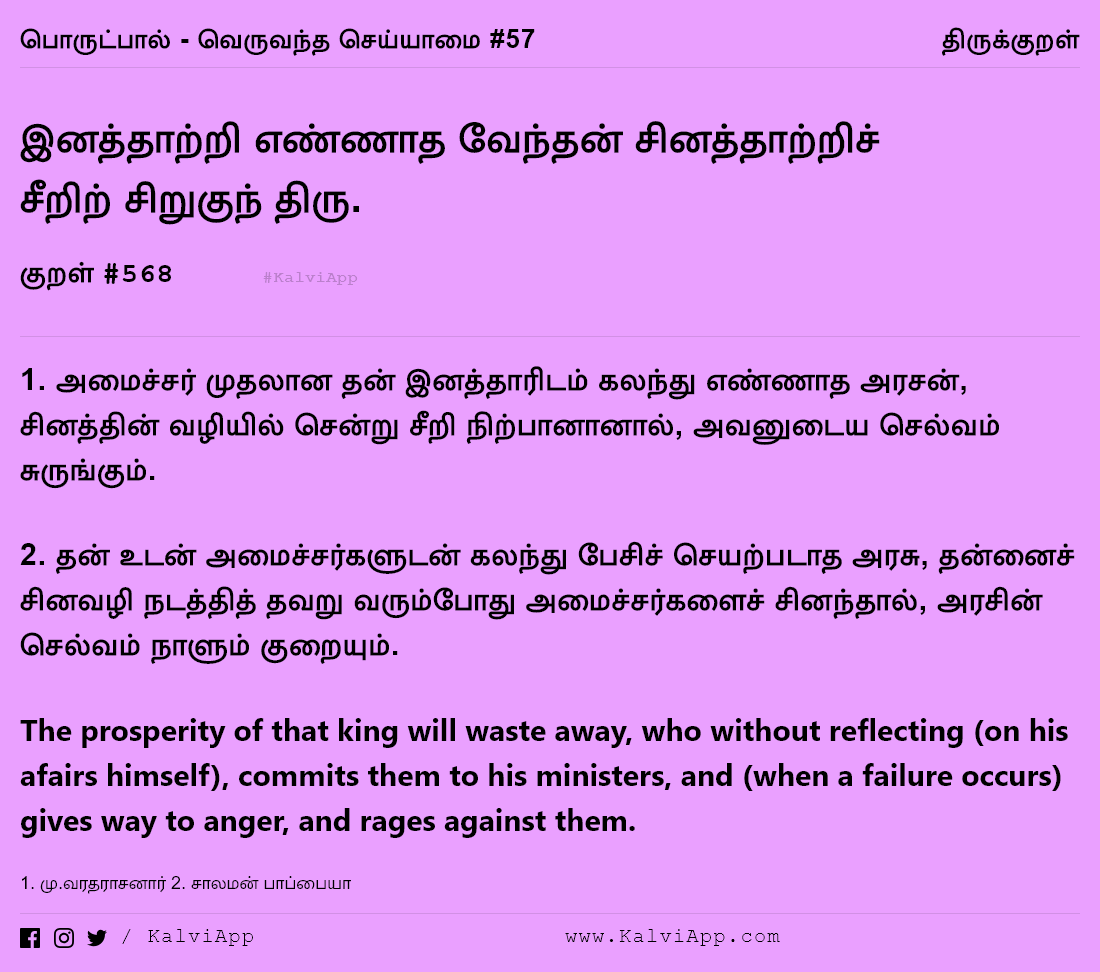 பொருட்பால் - வெருவந்த செய்யாமை #57 திருக்குறள்
இனத்தாற்றி எண்ணாத வேந்தன் சினத்தாற்றிச்
சீறிற் சிறுகுந் திரு.
குறள் #568 #KalviApp
1. அமைச்சர் முதலான தன் இனத்தாரிடம் கலந்து எண்ணாத அரசன்,
சினத்தின் வழியில் சென்று சீறி நிற்பானானால், அவனுடைய செல்வம்
சுருங்கும்.
2. தன் உடன் அமைச்சர்களுடன் கலந்து பேசிச் செயற்படாத அரசு, தன்னைச்
சினவழி நடத்தித் தவறு வரும்போது அமைச்சர்களைச் சினந்தால், அரசின்
செல்வம் நாளும் குறையும்.
The prosperity of that king will waste away, who without reflecting (on his
afairs himself), commits them to his ministers, and (when a failure occurs)
gives way to anger, and rages against them.
1. மு.வரதராசனார் 2. சாலமன் பாப்பையா
/ KalviApp www.KalviApp.com